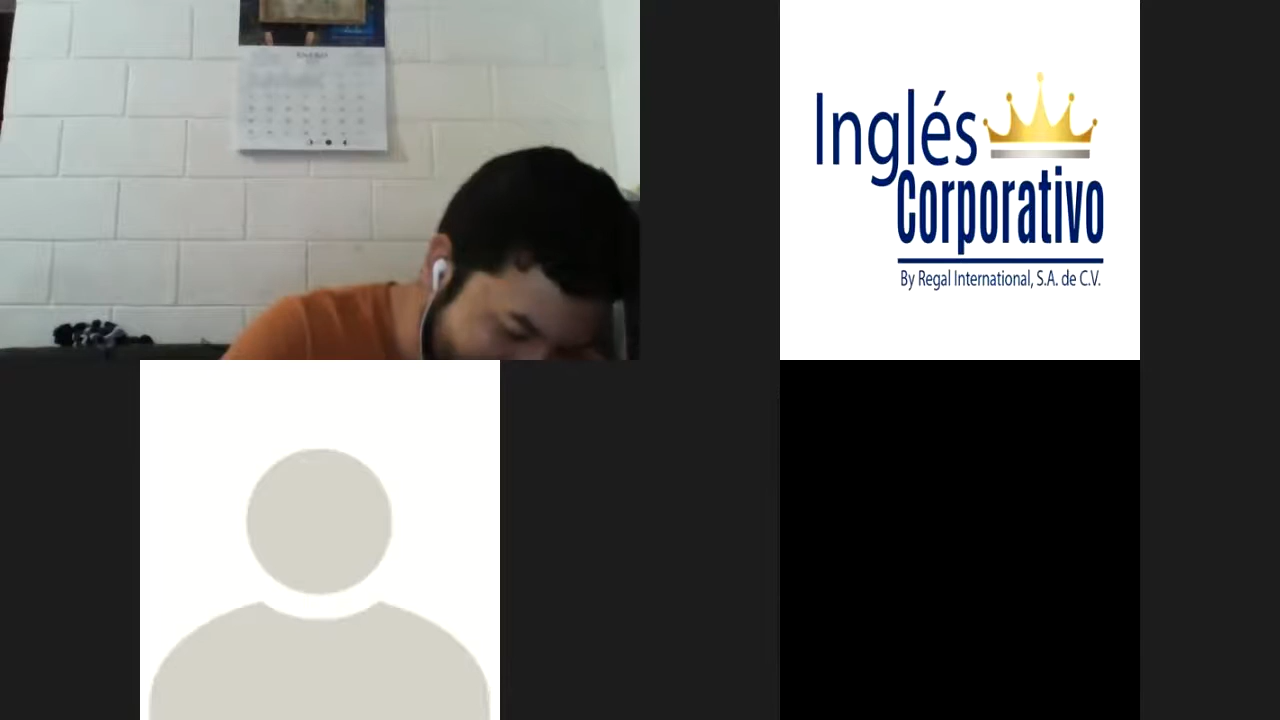 Inglés
Corporativo
By Regal International, S.A. de C.V.